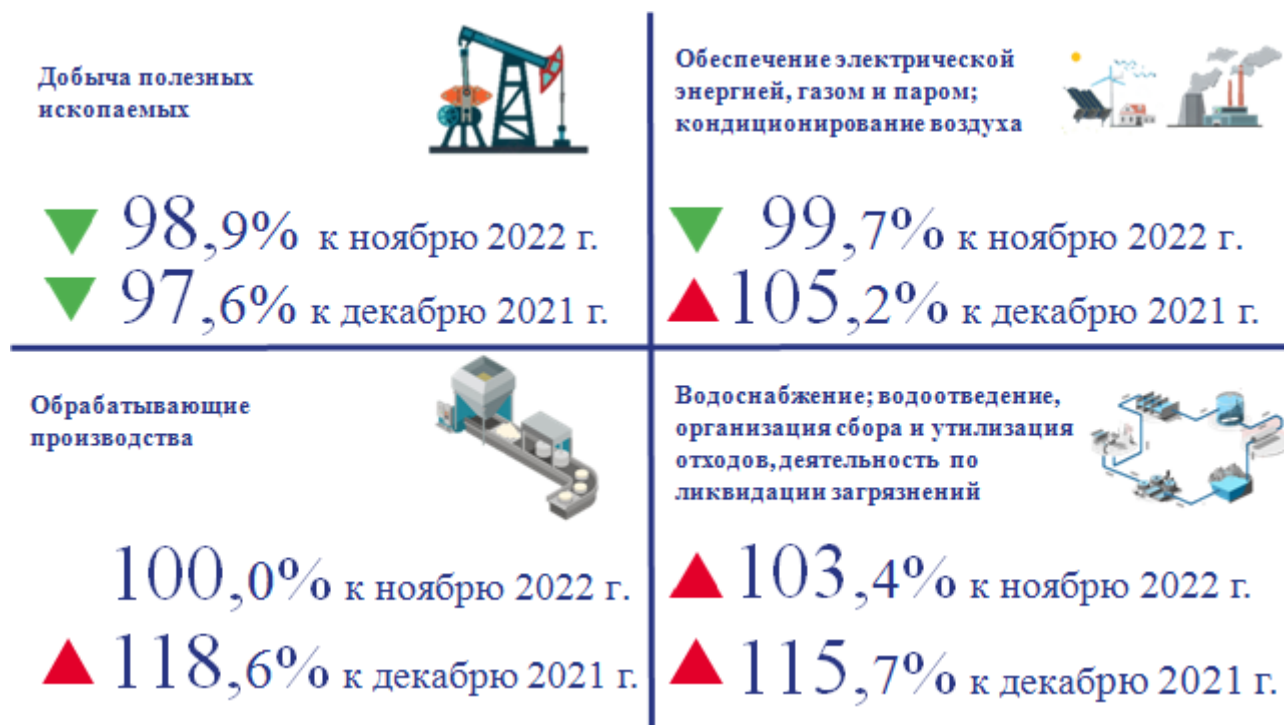 Добыча полезных
ископаемых
98,9% к ноябрю 2022 г.
97,6% к декабрю 2021 г.
Обеспечение электрической
энергией, газом и паром;
кондиционирование воздуха
99,7% к ноябрю 2022 г.
105,2% к декабрю 2021 г.
Обрабатывающие
производства
100,0% к ноябрю 2022 г.
118,6% к декабрю 2021 г.
Водоснабжение; водоотведение,
организация сбора и утилизация
отходов, деятельность по
ликвидации загрязнений
103,4% к ноябрю 2022 г.
115,7% к декабрю 2021 г.